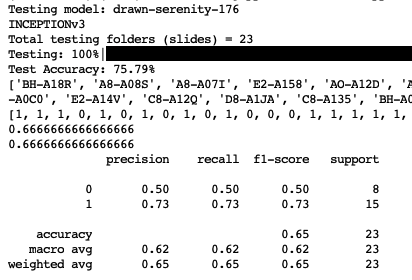 Testing model: drawn-serenity-176
INCEPTIONv3
Total testing folders (slides) = 23
Testing: 100%|
Test Accuracy: 75.79%
['BH-A18R', 'A8-A08S', 'A8-A07I', 'E2-A158', 'AO-A12D', 'A
-A0C0', 'E2-A14V', 'C8-A12Q', 'D8-A1JA', 'C8-A135', 'BH-A0
[1, 1, 1, 0, 1, 0, 1, 0, 1, 0, 1, 0, 0, 0, 1, 1, 1, 1, 1,
0.6666666666666666
0.6666666666666666
precision recall f1-score support
0 0.50 0.50 0.50 8
1 0.73 0.73 0.73 15
accuracy 0.65 23
macro avg 0.62 0.62 0.62 23
weighted avg 0.65 0.65 0.65 23